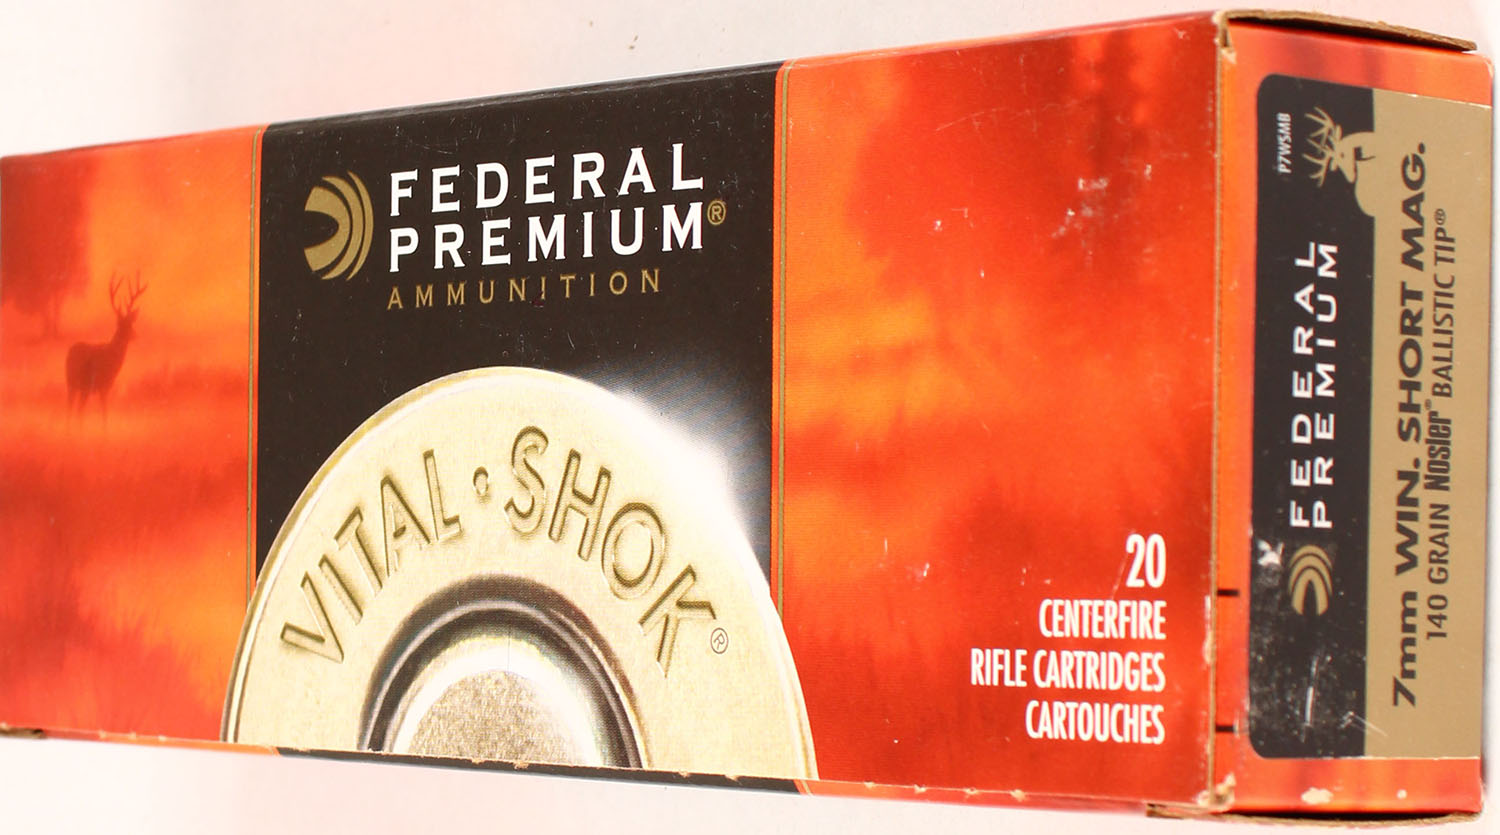 FEDERAL
PREMIUM®
AMMUNITION
VITAL·SHOK®
20
CENTERFIRE
RIFLE CARTRIDGES
CARTOUCHES
P7WSMB
FEDERAL
PREMIUM
7mm WIN. SHORT MAG.
140 GRAIN Nosler® BALLISTIC TIP®